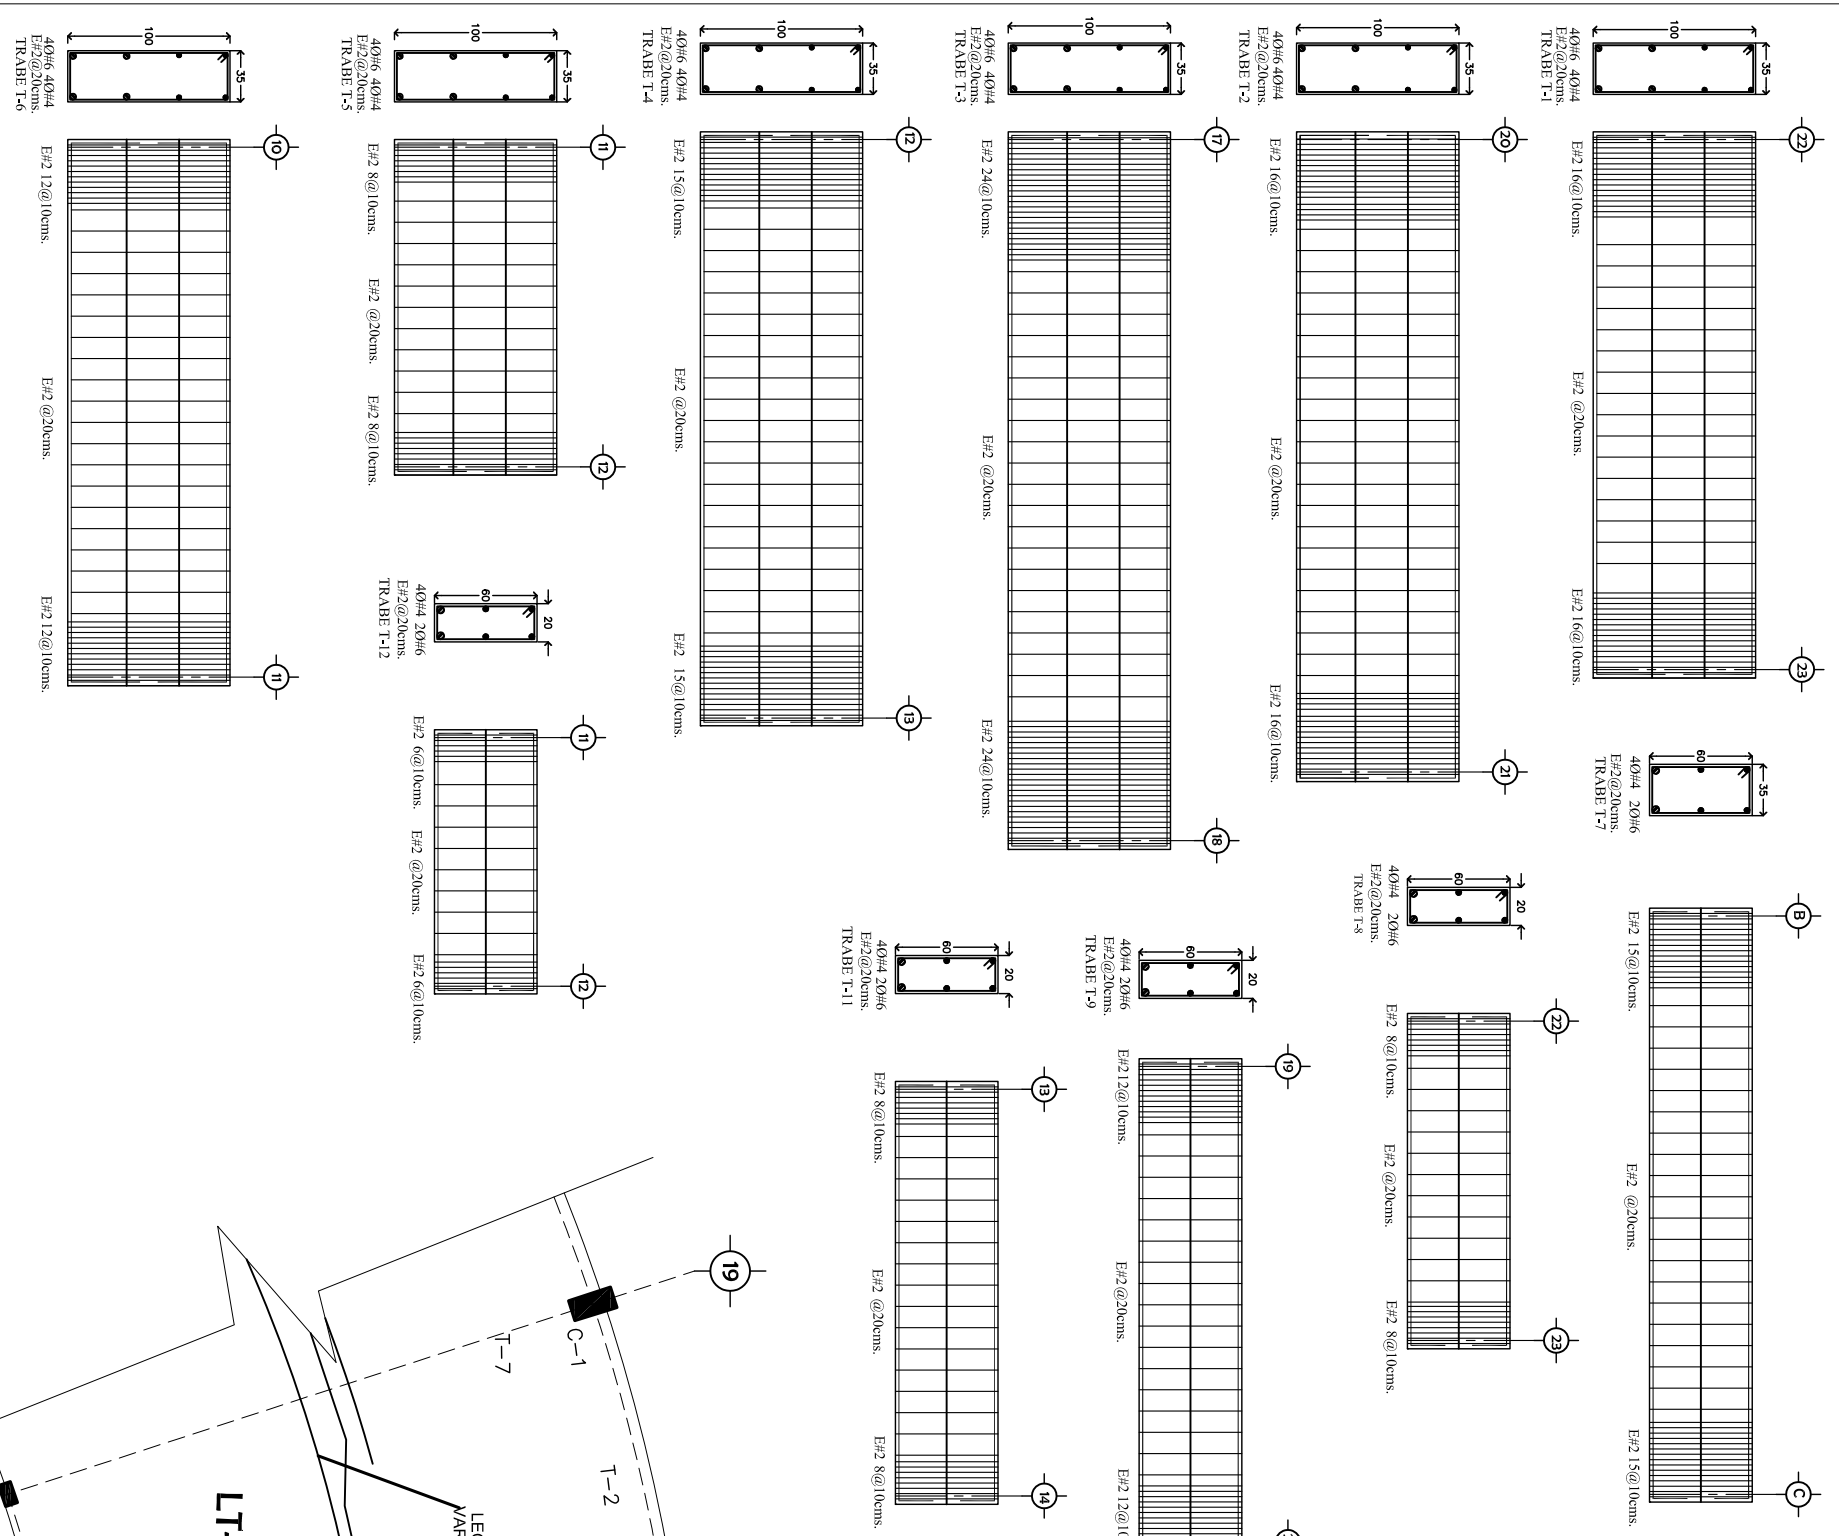 100
35
4Ø#6 4Ø#4
E#2@20cms.
TRABE T-1
22
E#2 16@10cms.
E#2 @20cms.
E#2 16@10cms.
23
100
35
4Ø#6 4Ø#4
E#2@20cms.
TRABE T-2
20
E#2 16@10cms.
E#2 @20cms.
E#2 16@10cms.
21
100
35
4Ø#6 4Ø#4
E#2@20cms.
TRABE T-3
17
E#2 24@10cms.
E#2 @20cms.
E#2 24@10cms.
18
100
35
4Ø#6 4Ø#4
E#2@20cms.
TRABE T-4
12
E#2 15@10cms.
E#2 @20cms.
E#2 15@10cms.
13
100
35
4Ø#6 4Ø#4
E#2@20cms.
TRABE T-5
11
E#2 8@10cms.
E#2 @20cms.
E#2 8@10cms.
12
100
35
4Ø#6 4Ø#4
E#2@20cms.
TRABE T-6
10
E#2 12@10cms.
E#2 @20cms.
E#2 12@10cms.
11
60
35
4Ø#4 2Ø#6
E#2@20cms.
TRABE T-7
B
E#2 15@10cms.
E#2 @20cms.
E#2 15@10cms.
C
60
20
4Ø#4 2Ø#6
E#2@20cms.
TRABE T-8
22
E#2 8@10cms.
E#2 @20cms.
E#2 8@10cms.
23
60
20
4Ø#4 2Ø#6
E#2@20cms.
TRABE T-9
19
E#2 12@10cms.
E#2 @20cms.
E#2 12@10
60
20
4Ø#4 2Ø#6
E#2@20cms.
TRABE T-11
13
E#2 8@10cms.
E#2 @20cms.
E#2 8@10cms.
14
60
20
4Ø#4 2Ø#6
E#2@20cms.
TRABE T-12
11
E#2 6@10cms.
E#2 @20cms.
E#2 6@10cms.
12
19
C-1
T-7
T-2
LT-